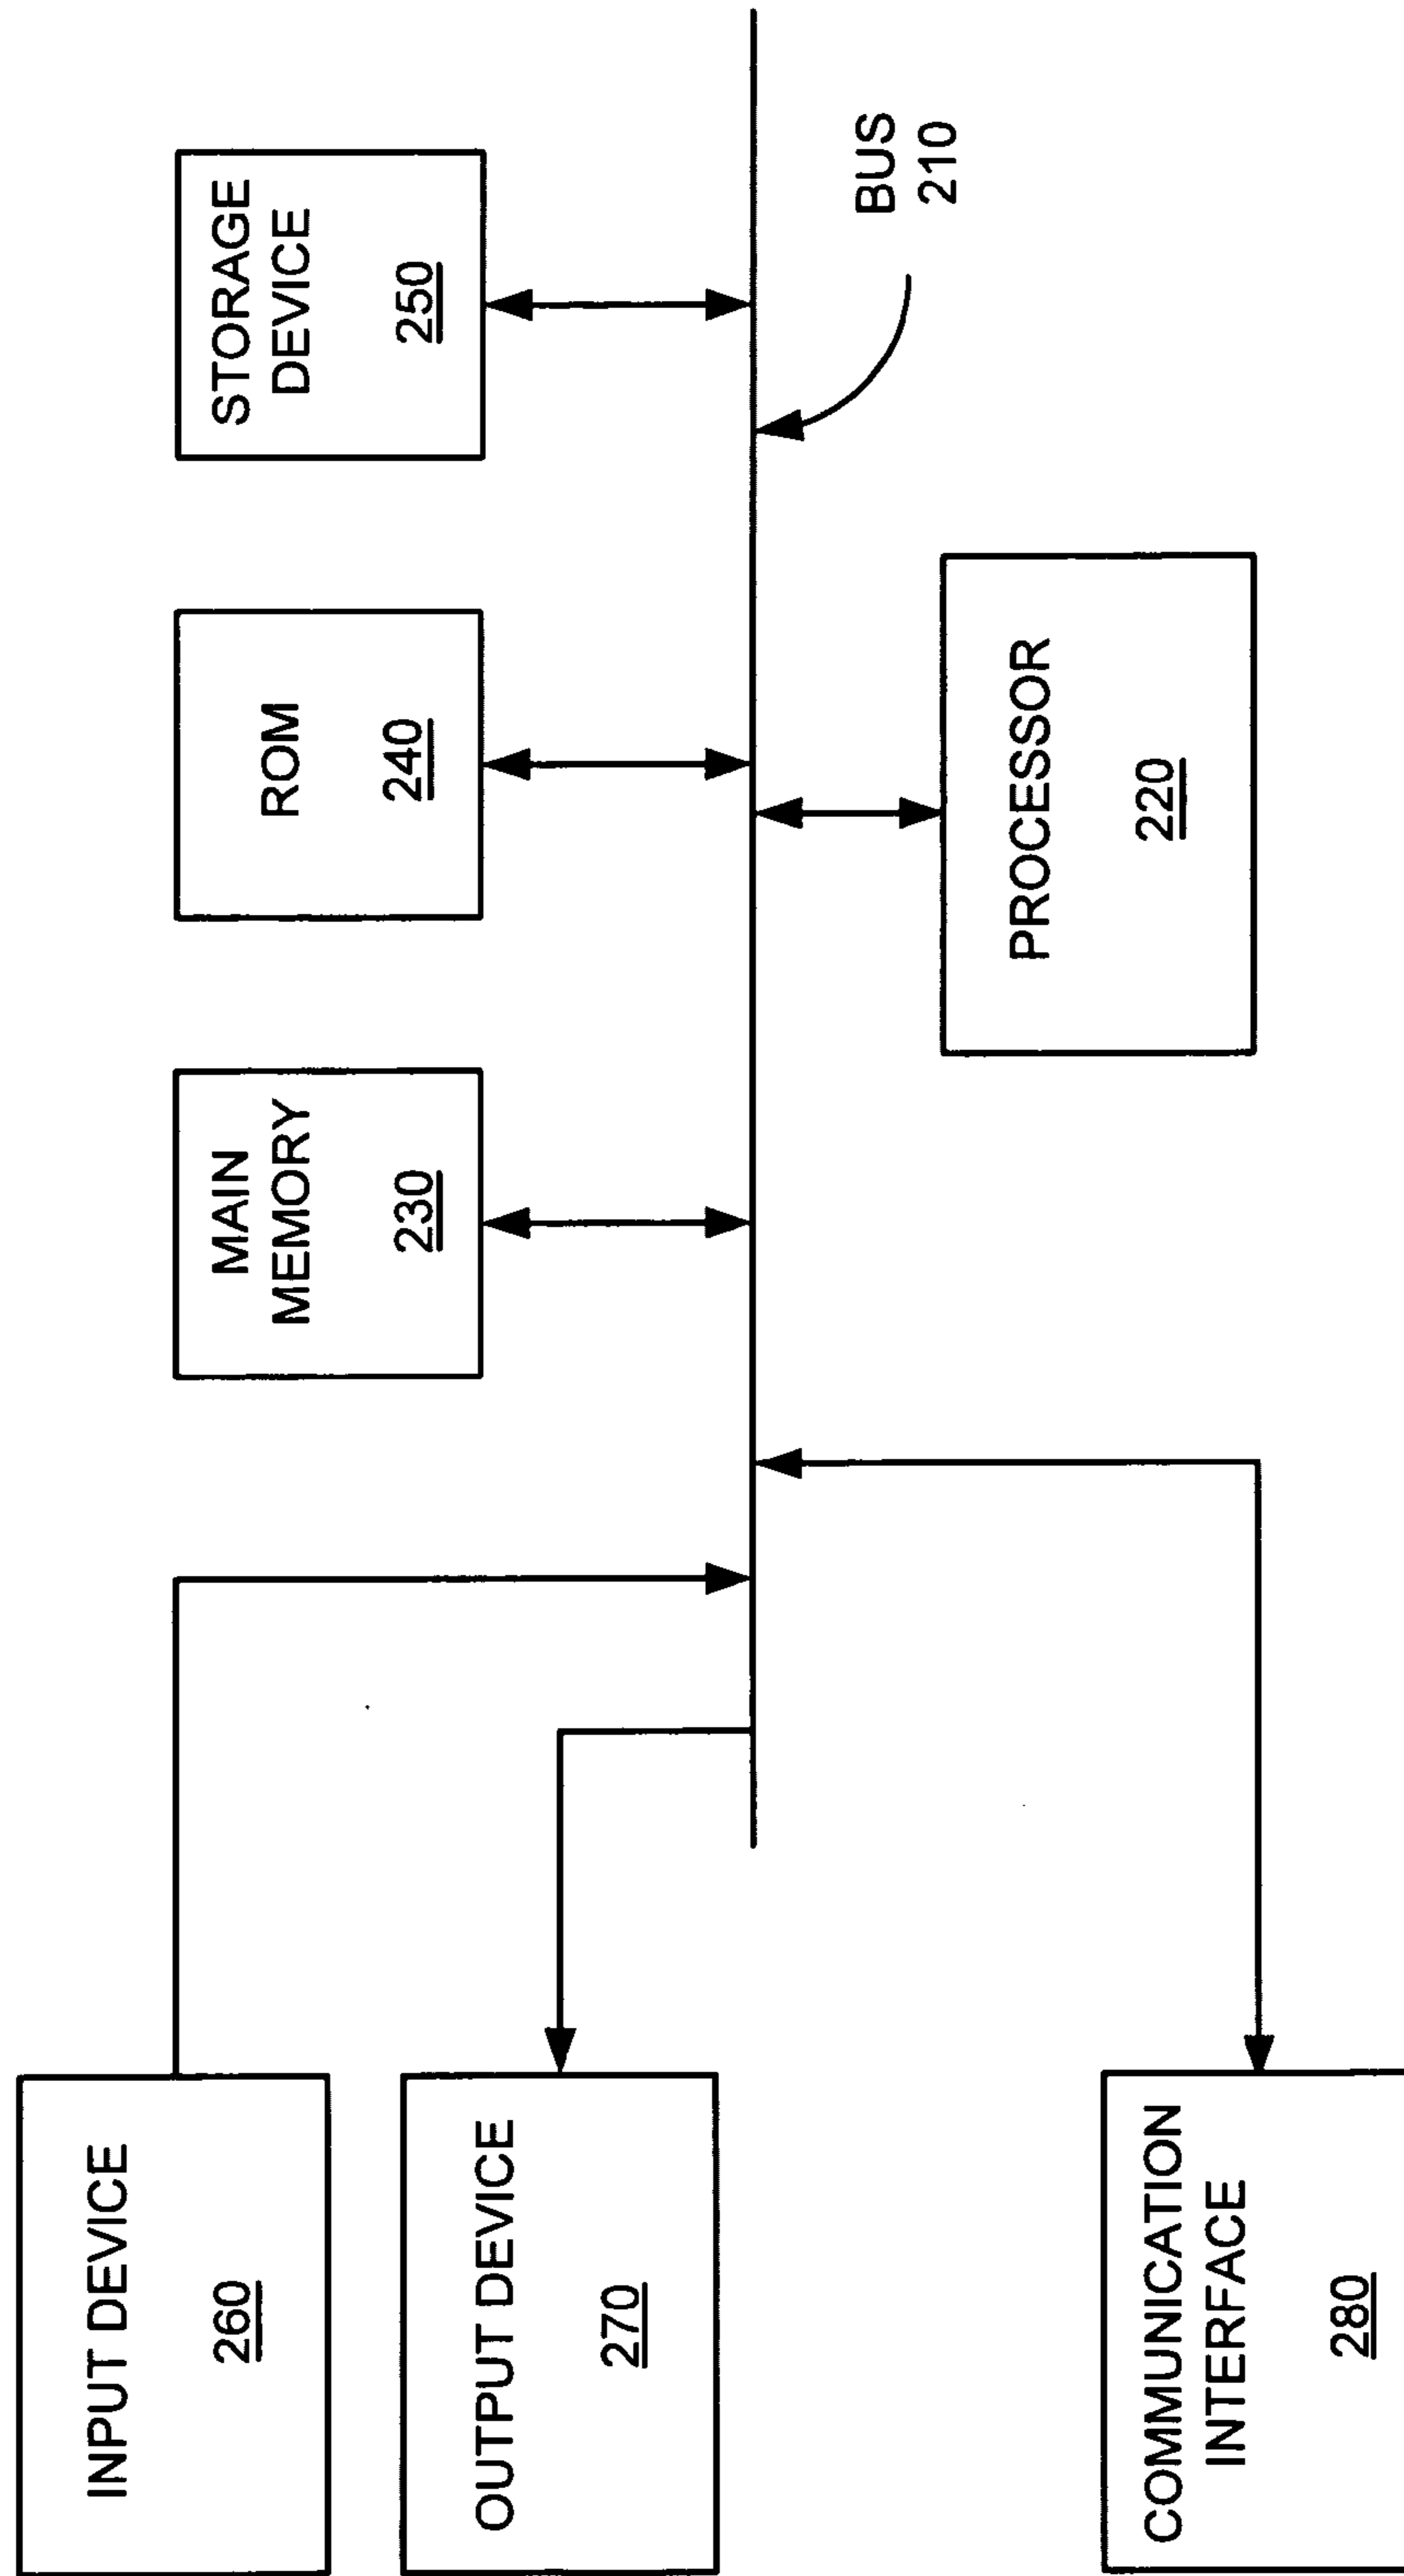 INPUT DEVICE
260
OUTPUT DEVICE
270
COMMUNICATION
INTERFACE
280
MAIN
MEMORY
230
ROM
240
STORAGE
DEVICE
250
PROCESSOR
220
BUS
210